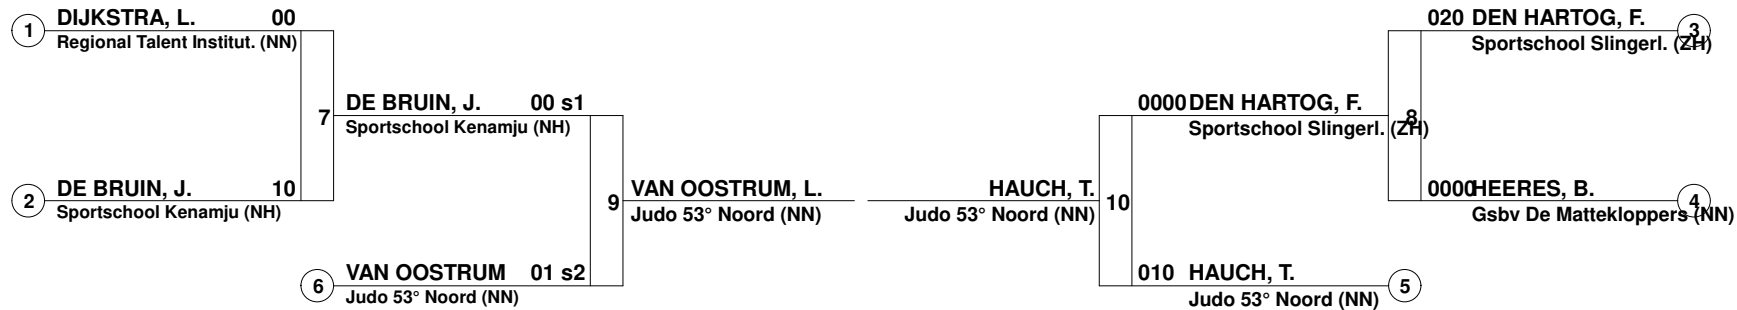 1 DIJKSTRA, L. 00
Regional Talent Institut. (NN)
7 DE BRUIN, J. 00 s1
Sportschool Kenamju (NH)
2 DE BRUIN, J. 10
Sportschool Kenamju (NH)
9 VAN OOSTRUM, L.
Judo 53° Noord (NN)
6 VAN OOSTRUM 01 s2
Judo 53° Noord (NN)
020 DEN HARTOG, F. 3
Sportschool Slingerl. (ZH)
0000 DEN HARTOG, F. 8
Sportschool Slingerl. (ZH)
HAUCH, T. 10
Judo 53° Noord (NN)
0000 HEERES, B. 4
Gsbv De Mattekloppers (NN)
010 HAUCH, T. 5
Judo 53° Noord (NN)